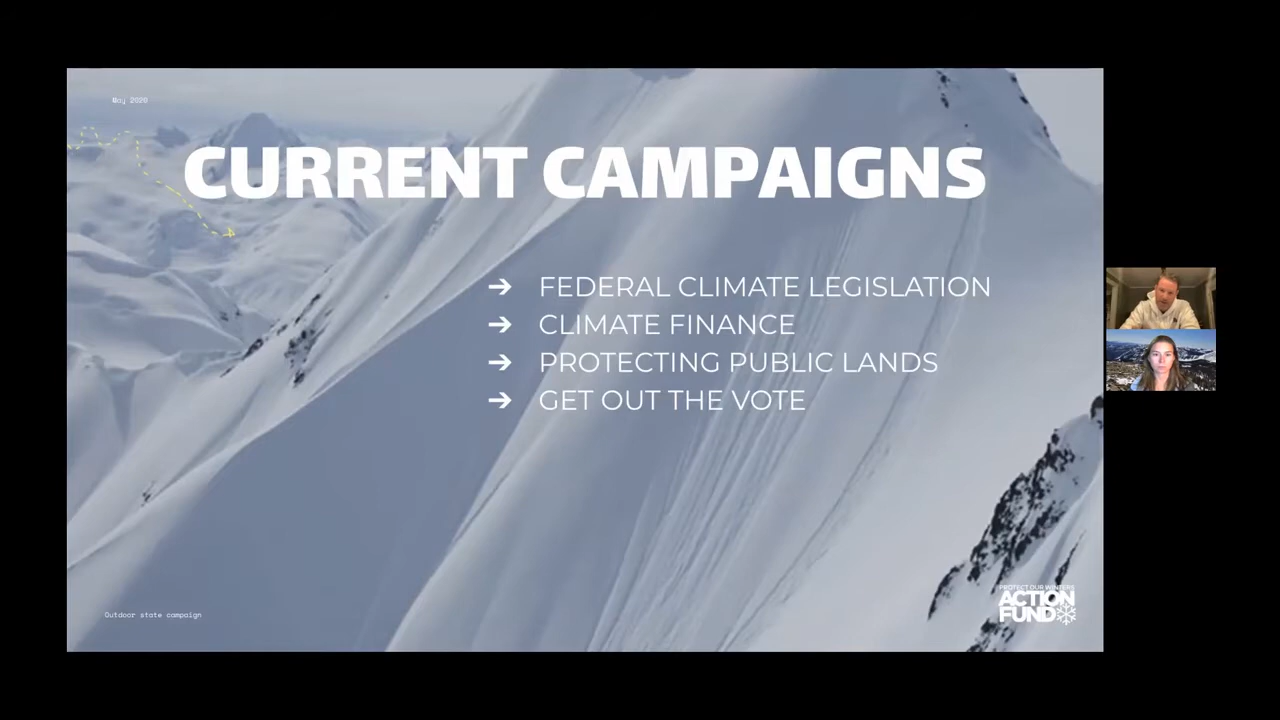 May 2020
CURRENT CAMPAIGNS
➔ FEDERAL CLIMATE LEGISLATION
➔ CLIMATE FINANCE
➔ PROTECTING PUBLIC LANDS
➔ GET OUT THE VOTE
Outdoor state campaign
PROTECT OUR WINTERS
ACTION
FUND